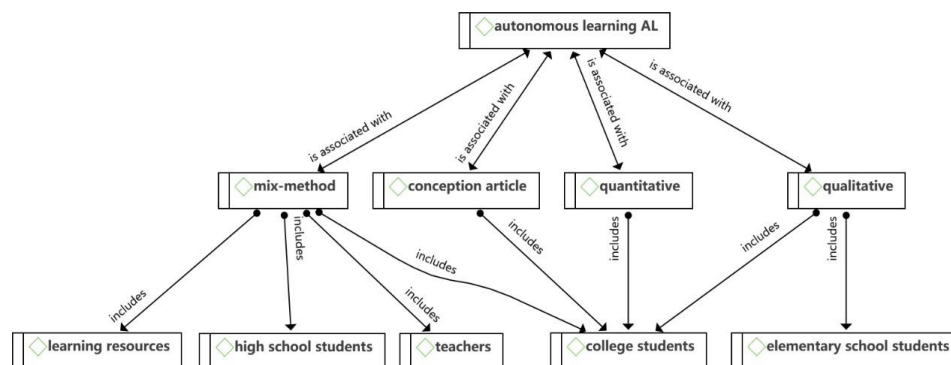 autonomous learning AL
is associated with
is associated with
is associated with
is associated with
mix-method
conception article
quantitative
qualitative
includes
includes
includes
includes
includes
includes
includes
includes
learning resources
high school students
teachers
college students
elementary school students